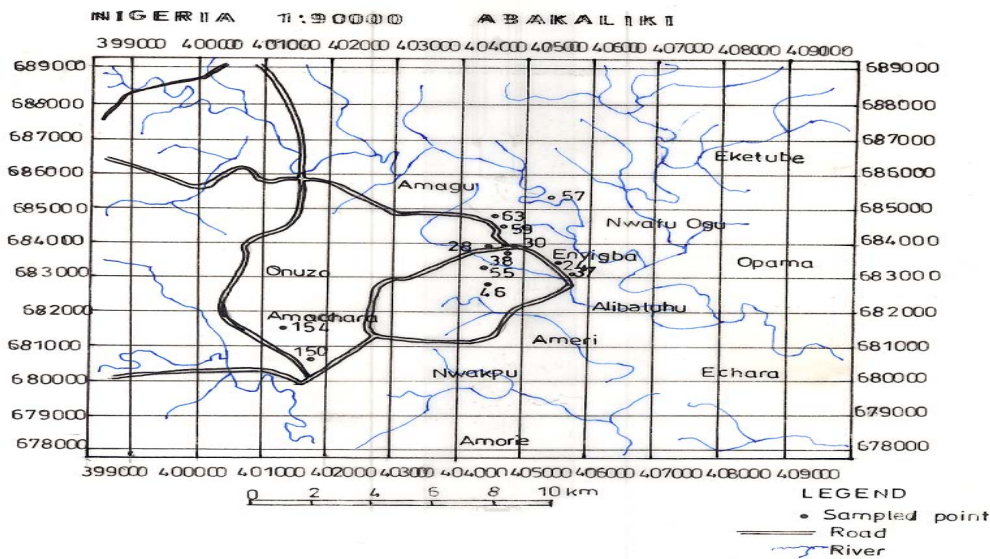 NIGERIA 1:90000 ABAKALIKI
399000 400000 401000 402000 403000 404000 405000 406000 407000 408000 409000
689000 689000
688000 688000
687000 687000
Eketube
686000 686000
Amagu
57
685000 685000
63
Nwafu Ogu
59
684000 684000
28 30
Enyigba
38 24
Opama
683000 Onuzo 55 37 683000
46
Alibaluhu
682000 Amachara 682000
154
Ameri
681000 681000
150
Nwakpu Echara
680000 680000
679000 679000
Amorie
678000 678000
399000 400000 401000 402000 403000 404000 405000 406000 407000 408000 409000
0 2 4 6 8 10 km
LEGEND
Sampled point
Road
River